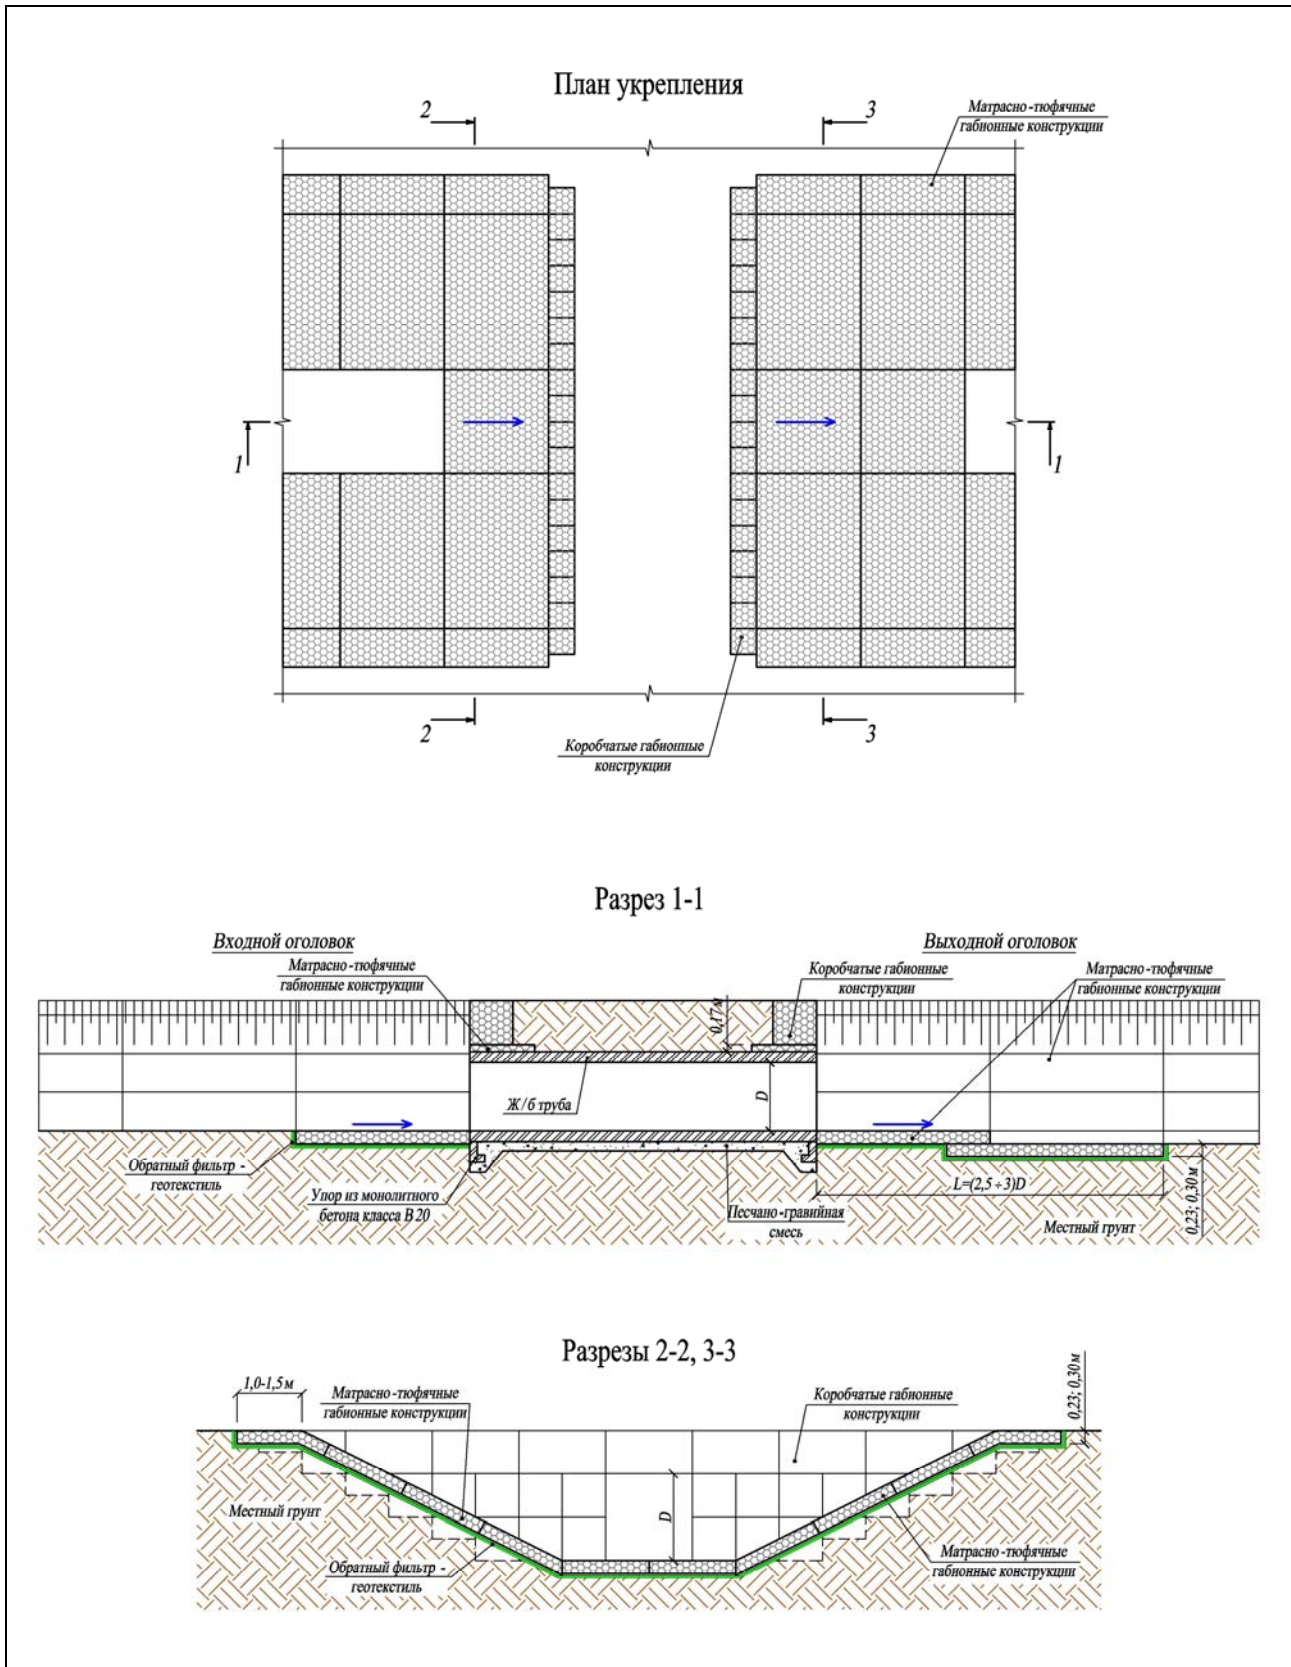 План укрепления
2
3
Матрасно-тюфячные
габионные конструкции
1
1
2
3
Коробчатые габионные
конструкции
Разрез 1-1
Входной оголовок
Выходной оголовок
Матрасно-тюфячные
габионные конструкции
0,17м
Коробчатые габионные
конструкции
Матрасно-тюфячные
габионные конструкции
Ж/б труба
D
Обратный фильтр -
геотекстиль
Упор из монолитного
бетона класса В20
Песчано-гравийная
смесь
L=(2,5÷3)D
Местный грунт
0,23; 0,30м
Разрезы 2-2, 3-3
1,0-1,5м
Матрасно-тюфячные
габионные конструкции
Коробчатые габионные
конструкции
0,23; 0,30м
Местный грунт
D
Обратный фильтр -
геотекстиль
Матрасно-тюфячные
габионные конструкции